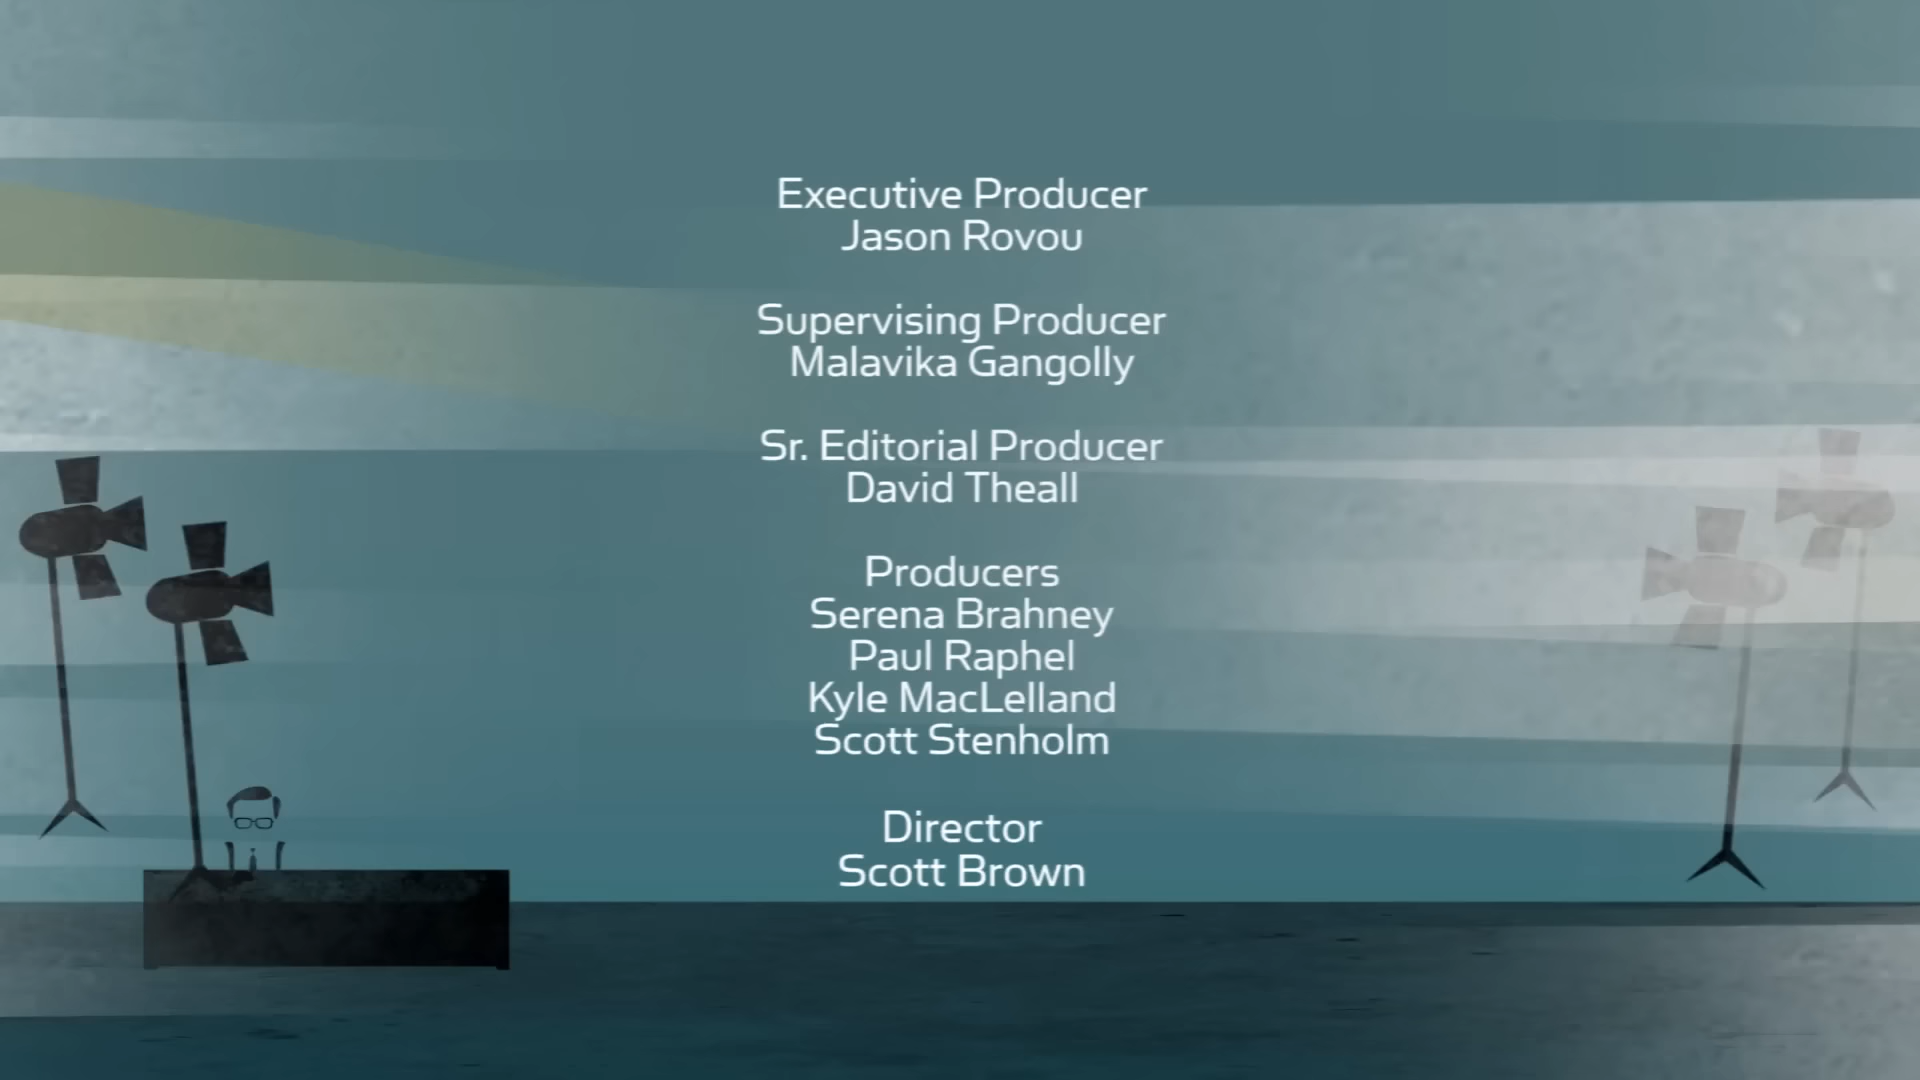 Executive Producer
Jason Rovou
Supervising Producer
Malavika Gangolly
Sr. Editorial Producer
David Theall
Producers
Serena Brahney
Paul Raphel
Kyle MacLelland
Scott Stenholm
Director
Scott Brown